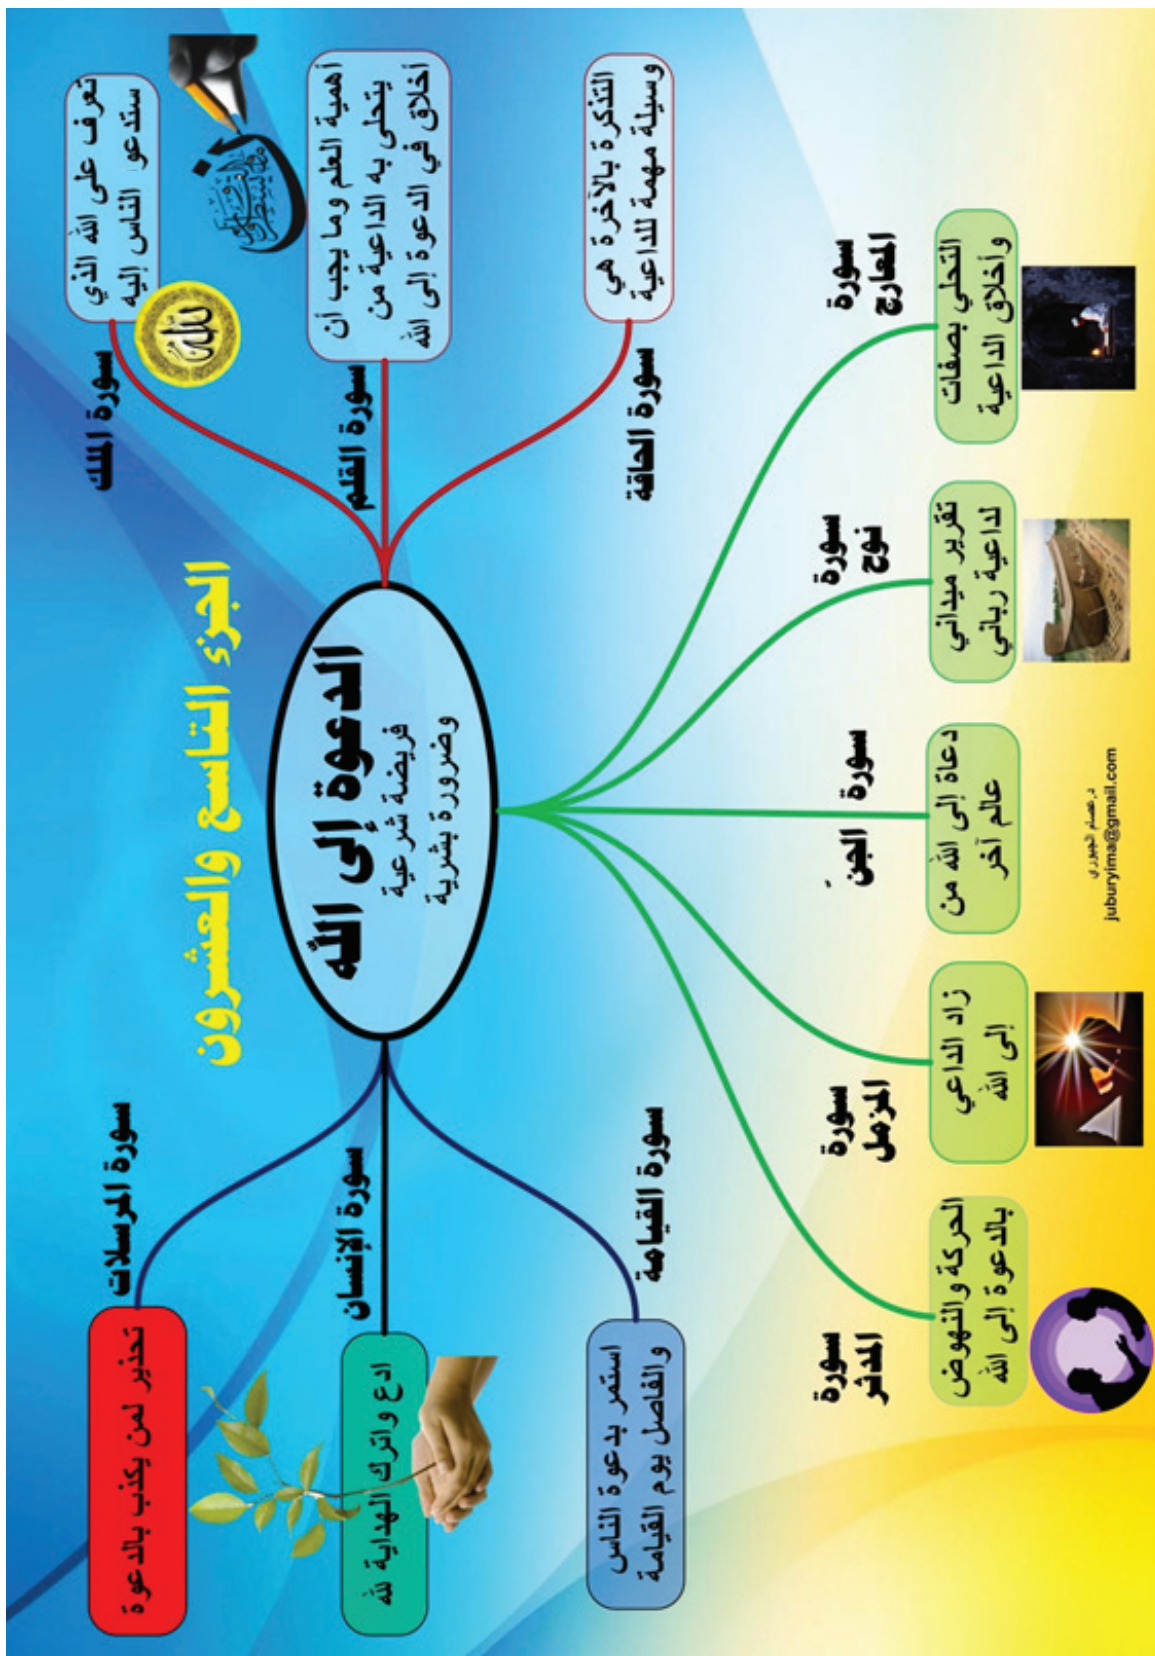 الجزء التاسع والعشرون
الدعوة إلى الله
فريضة شرعية
وضرورة بشرية
سورة الملك
تعرف على الله الذي
ستدعو الناس إليه
الله
سورة القلم
أهمية العلم وما يجب أن
يتحلى به الداعية من
أخلاق في الدعوة إلى الله
سورة الحاقة
التذكرة بالآخرة هي
وسيلة مهمة للداعية
سورة
المعارج
التحلي بصفات
وأخلاق الداعية
سورة
نوح
تقرير ميداني
لداعية رباني
سورة
الجنّ
دعاة إلى الله من
عالم آخر
سورة
المزمل
زاد الداعي
إلى الله
سورة
المدثر
الحركة والنهوض
بالدعوة إلى الله
سورة القيامة
استمر بدعوة الناس
والفاصل يوم القيامة
سورة الإنسان
ادع واترك الهداية لله
سورة المرسلات
تحذير لمن يكذب بالدعوة
د.عصام الجبوري
juburyima@gmail.com